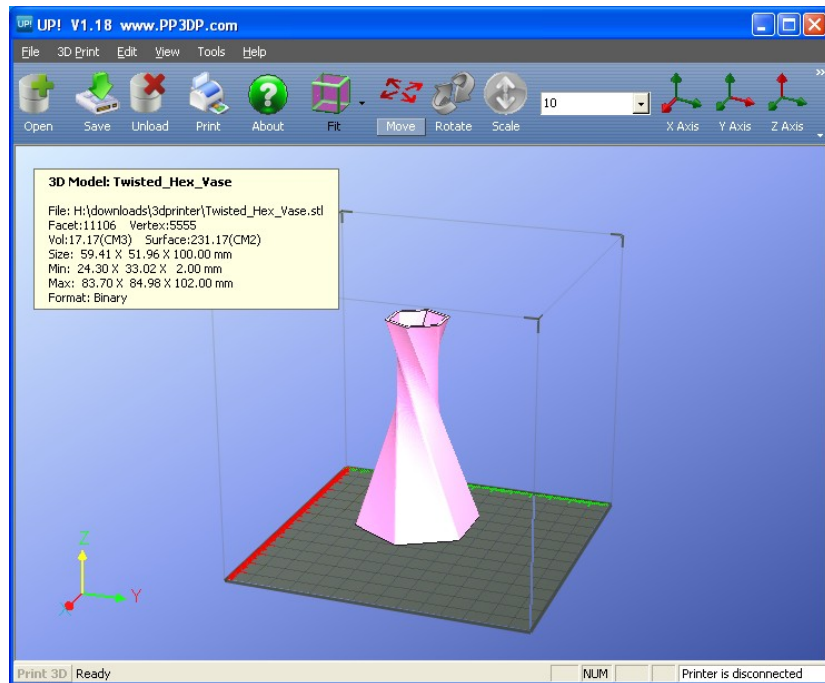 UP! UP! V1.18 www.PP3DP.com
File 3D Print Edit View Tools Help
10
Open Save Unload Print About Fit Move Rotate Scale X Axis Y Axis Z Axis
3D Model: Twisted_Hex_Vase
File: H:\downloads\3dprinter\Twisted_Hex_Vase.stl
Facet:11106 Vertex:5555
Vol:17.17(CM3) Surface:231.17(CM2)
Size: 59.41 X 51.96 X 100.00 mm
Min: 24.30 X 33.02 X 2.00 mm
Max: 83.70 X 84.98 X 102.00 mm
Format: Binary
Z
Y
X
Print 3D Ready NUM Printer is disconnected